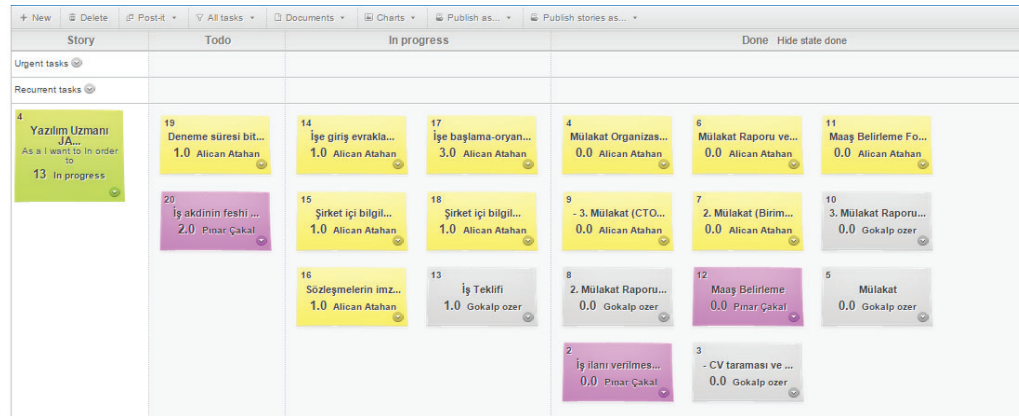 + New Delete Post-it All tasks Documents Charts Publish as... Publish stories as...
Story Todo In progress Done Hide state done
Urgent tasks
Recurrent tasks
4
Yazılım Uzmanı
JA...
As a I want to In order
to
13 In progress
19
Deneme süresi bit...
1.0 Alican Atahan
20
İş akdinin feshi ...
2.0 Pınar Çakal
14
İşe giriş evrakla...
1.0 Alican Atahan
17
İşe başlama-oryan...
3.0 Alican Atahan
15
Şirket içi bilgil...
1.0 Alican Atahan
18
Şirket içi bilgil...
1.0 Alican Atahan
16
Sözleşmelerin imz...
1.0 Alican Atahan
13
İş Teklifi
1.0 Gokalp ozer
4
Mülakat Organizas...
0.0 Alican Atahan
6
Mülakat Raporu ve...
0.0 Alican Atahan
11
Maaş Belirleme Fo...
0.0 Alican Atahan
9
- 3. Mülakat (CTO...
0.0 Alican Atahan
7
2. Mülakat (Birim...
0.0 Alican Atahan
10
3. Mülakat Raporu...
0.0 Gokalp ozer
8
2. Mülakat Raporu...
0.0 Gokalp ozer
12
Maaş Belirleme
0.0 Pınar Çakal
5
Mülakat
0.0 Gokalp ozer
2
İş ilanı verilmes...
0.0 Pınar Çakal
3
- CV taraması ve ...
0.0 Gokalp ozer